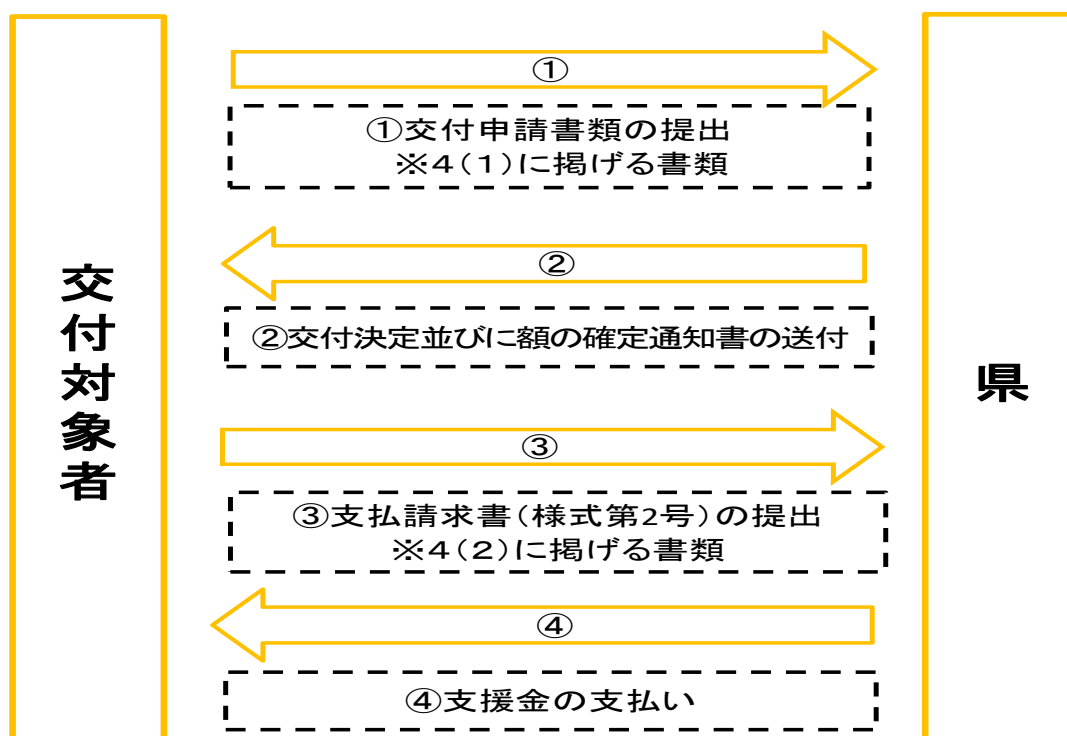 交付対象者
①
①交付申請書類の提出
※4(1)に掲げる書類
②
②交付決定並びに額の確定通知書の送付
③
③支払請求書(様式第2号)の提出
※4(2)に掲げる書類
④
④支援金の支払い
県